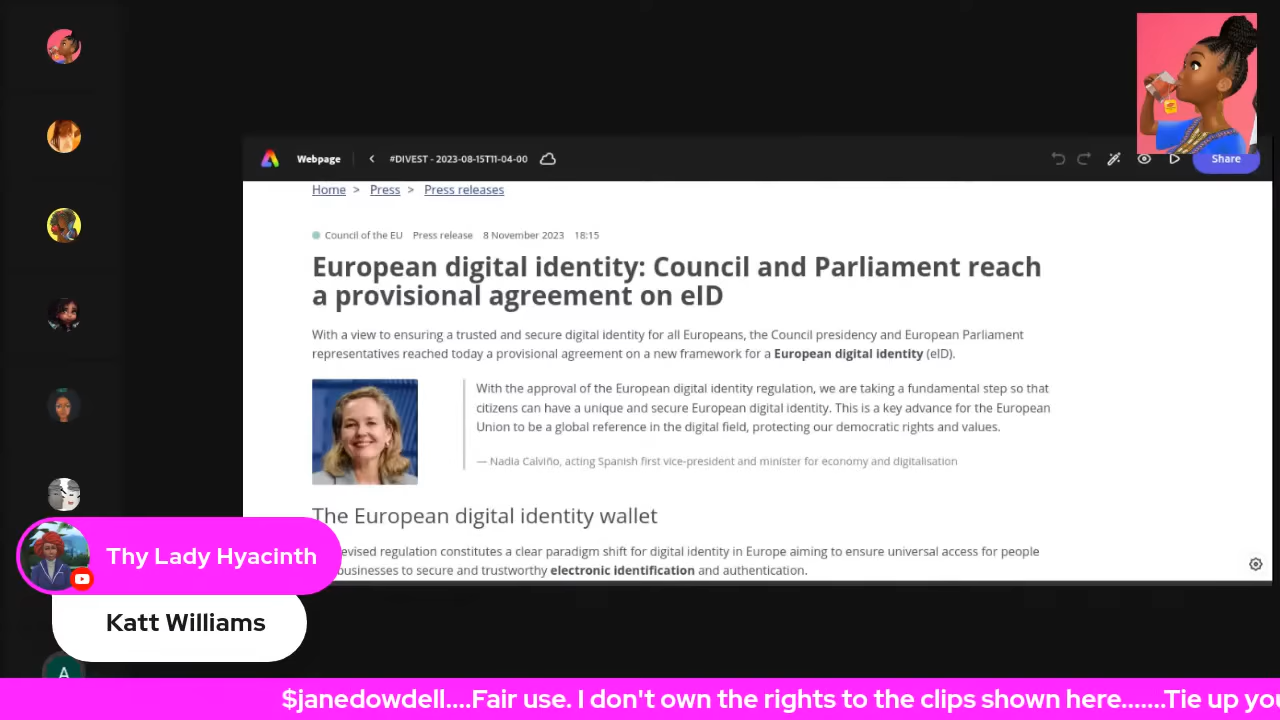 Webpage
#DIVEST - 2023-08-15T11-04-00
Share
Home > Press > Press releases
Council of the EU Press release 8 November 2023 18:15
European digital identity: Council and Parliament reach
a provisional agreement on eID
With a view to ensuring a trusted and secure digital identity for all Europeans, the Council presidency and European Parliament
representatives reached today a provisional agreement on a new framework for a European digital identity (eID).
With the approval of the European digital identity regulation, we are taking a fundamental step so that
citizens can have a unique and secure European digital identity. This is a key advance for the European
Union to be a global reference in the digital field, protecting our democratic rights and values.
— Nadia Calviño, acting Spanish first vice-president and minister for economy and digitalisation
The European digital identity wallet
evised regulation constitutes a clear paradigm shift for digital identity in Europe aiming to ensure universal access for people
businesses to secure and trustworthy electronic identification and authentication.
Thy Lady Hyacinth
Katt Williams
A
$janedowdell....Fair use. I don't own the rights to the clips shown here.......Tie up you